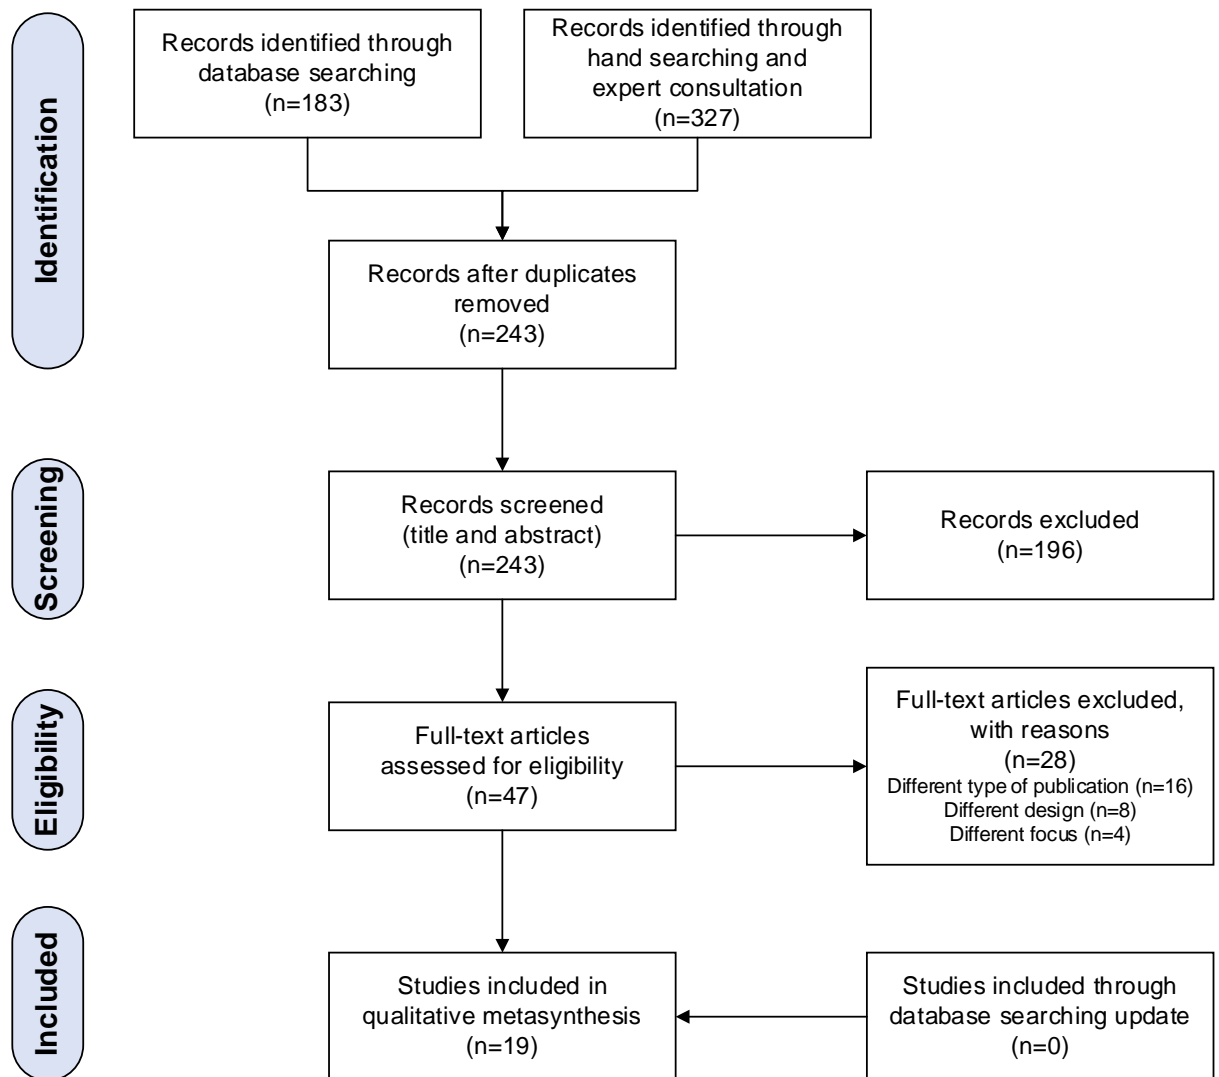 Identification
Records identified through
database searching
(n=183)
Records identified through
hand searching and
expert consultation
(n=327)
Records after duplicates
removed
(n=243)
Screening
Records screened
(title and abstract)
(n=243)
Records excluded
(n=196)
Eligibility
Full-text articles
assessed for eligibility
(n=47)
Full-text articles excluded,
with reasons
(n=28)
Different type of publication (n=16)
Different design (n=8)
Different focus (n=4)
Included
Studies included in
qualitative metasynthesis
(n=19)
Studies included through
database searching update
(n=0)